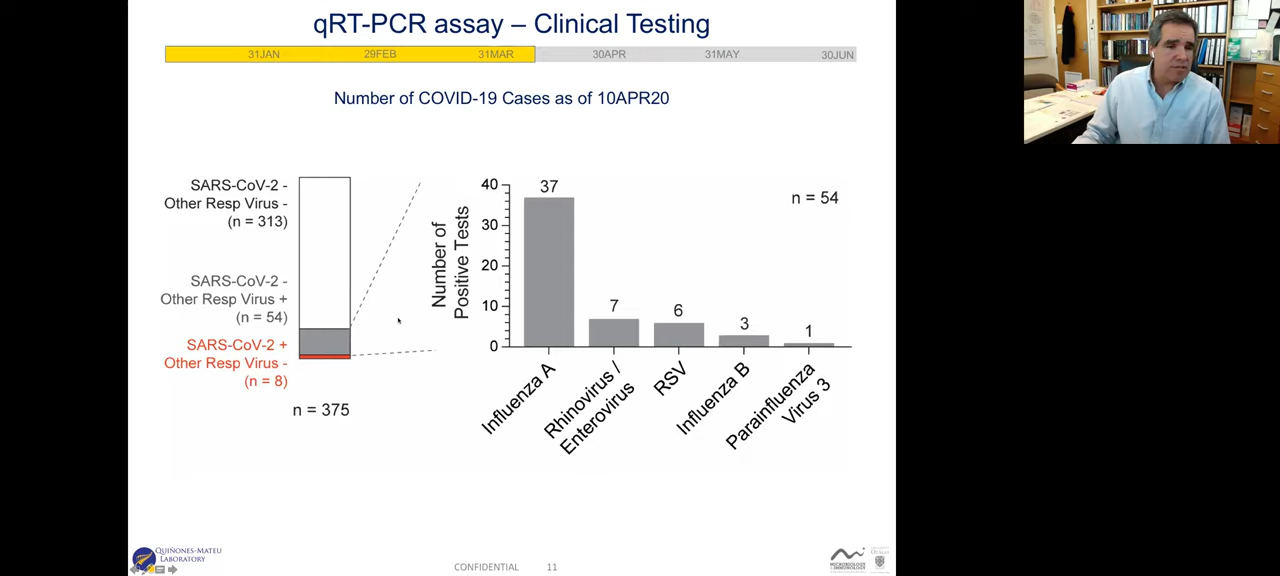 qRT-PCR assay – Clinical Testing
31JAN 29FEB 31MAR 30APR 31MAY 30JUN
Number of COVID-19 Cases as of 10APR20
SARS-CoV-2 -
Other Resp Virus -
(n = 313)
SARS-CoV-2 -
Other Resp Virus +
(n = 54)
SARS-CoV-2 +
Other Resp Virus -
(n = 8)
n = 375
Number of
Positive Tests
40
30
20
10
0
37
7
6
3
1
n = 54
Influenza A
Rhinovirus /
Enterovirus
RSV
Influenza B
Parainfluenza
Virus 3
QUIÑONES-MATEU
LABORATORY
CONFIDENTIAL 11
MICROBIOLOGY